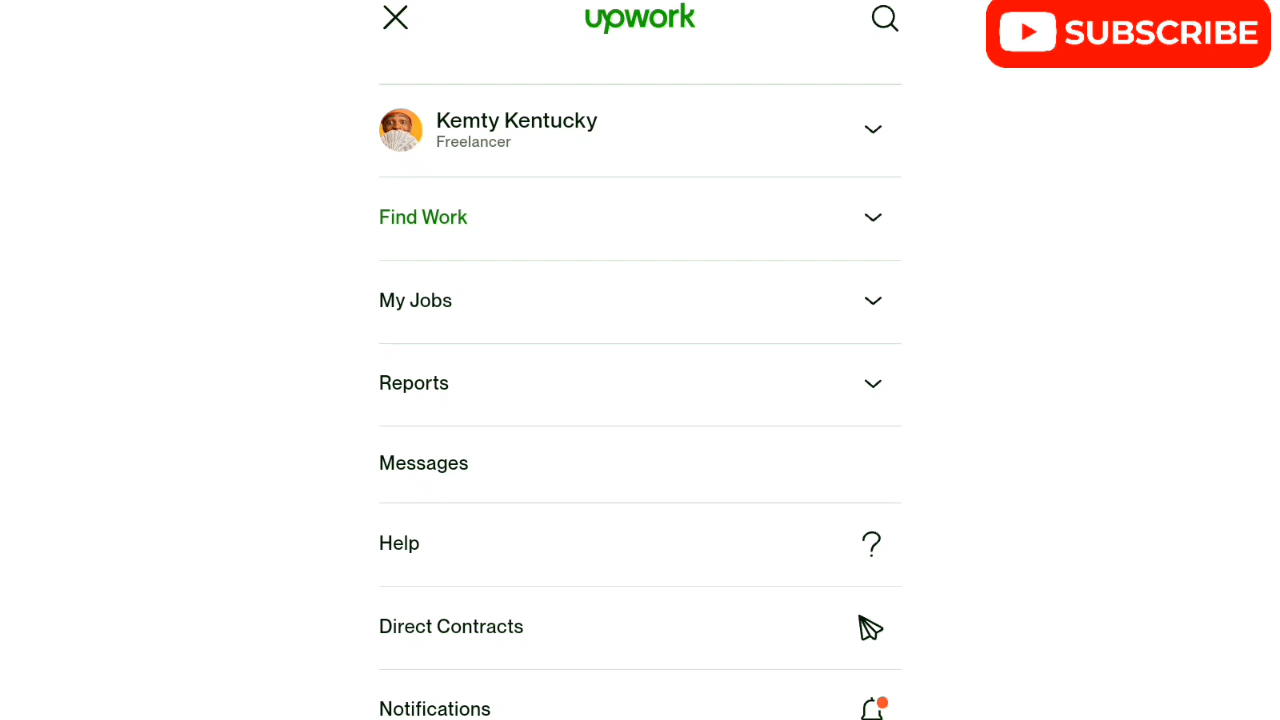 upwork
SUBSCRIBE
Kemty Kentucky
Freelancer
Find Work
My Jobs
Reports
Messages
Help
Direct Contracts
Notifications